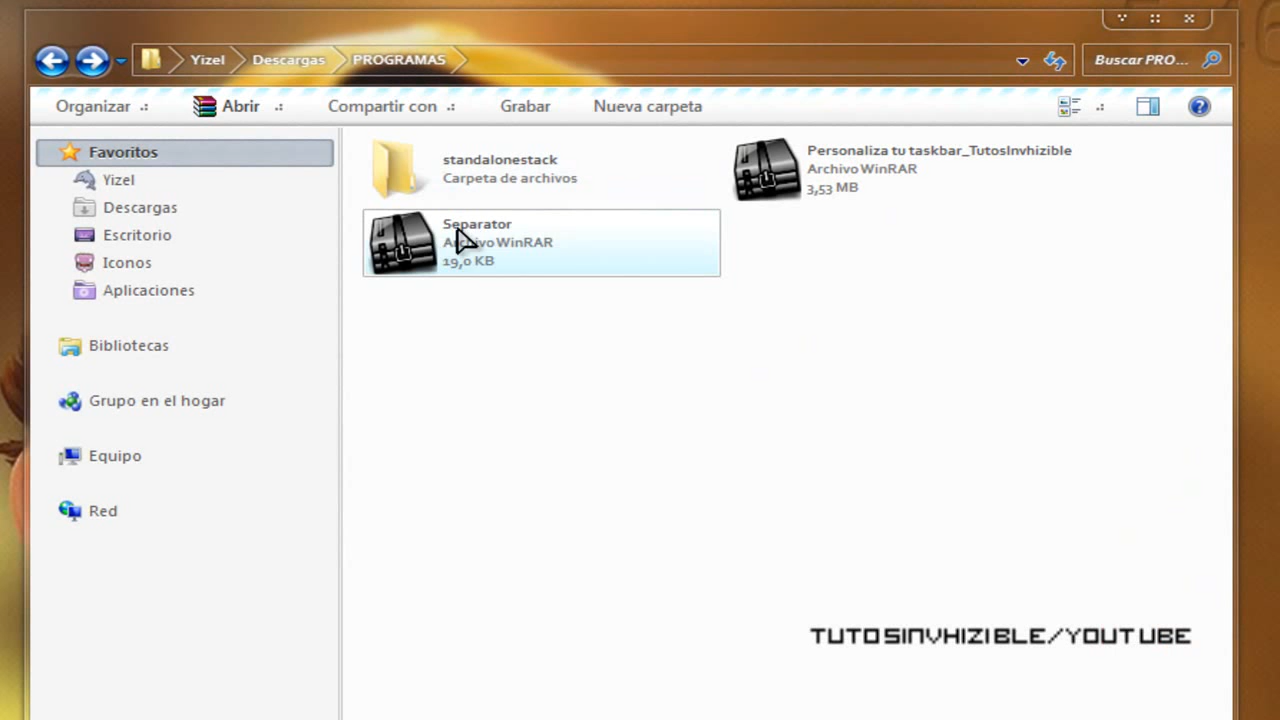 Yizel
Descargas
PROGRAMAS
Buscar PRO...
Organizar
Abrir
Compartir con
Grabar
Nueva carpeta
Favoritos
Yizel
Descargas
Escritorio
Iconos
Aplicaciones
Bibliotecas
Grupo en el hogar
Equipo
Red
standalonestack
Carpeta de archivos
Personaliza tu taskbar_TutosInvhizible
Archivo WinRAR
3,53 MB
Separator
Archivo WinRAR
19,0 KB
TUTOSINVHIZIBLE/YOUTUBE